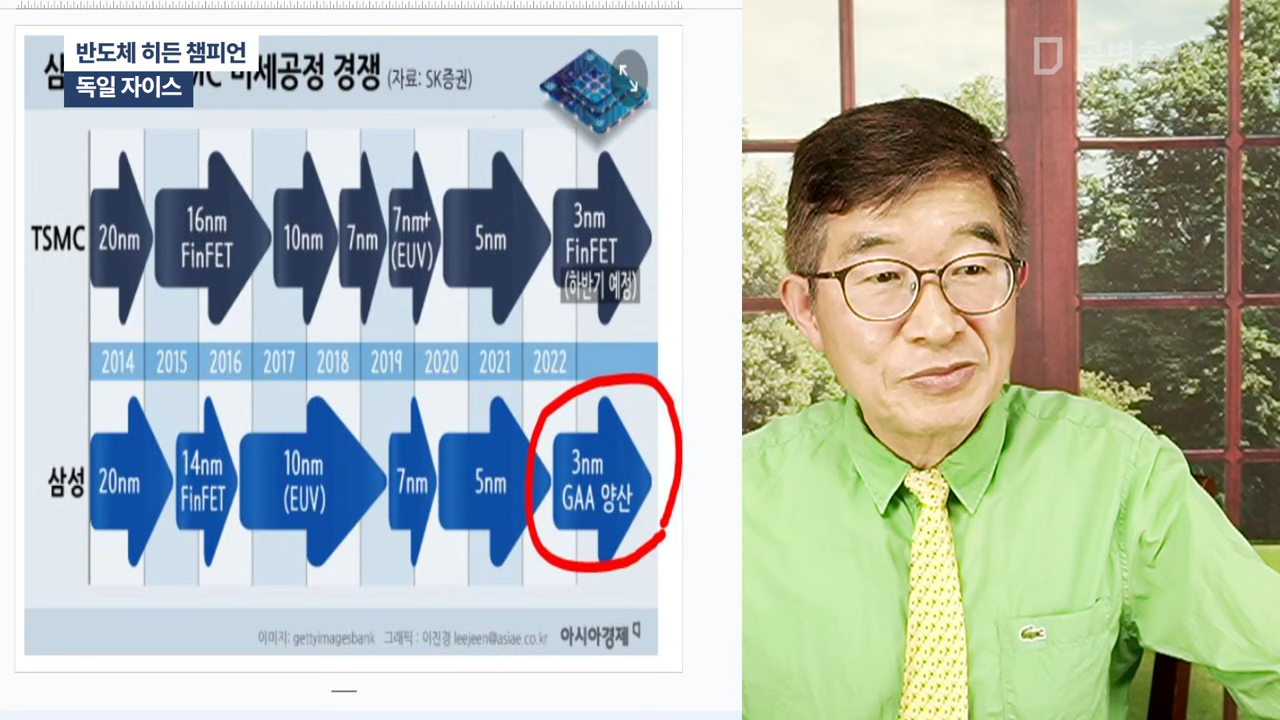 반도체 히든 챔피언
독일 자이스
미세공정 경쟁 (자료: SK증권)
TSMC
20nm
16nm
FinFET
10nm
7nm
7nm+
(EUV)
5nm
3nm
FinFET
(하반기 예정)
2014 2015 2016 2017 2018 2019 2020 2021 2022
삼성
20nm
14nm
FinFET
10nm
(EUV)
7nm
5nm
3nm
GAA 양산
이미지: gettyimagesbank 그래픽 : 이진경 leejeen@asiae.co.kr 아시아경제